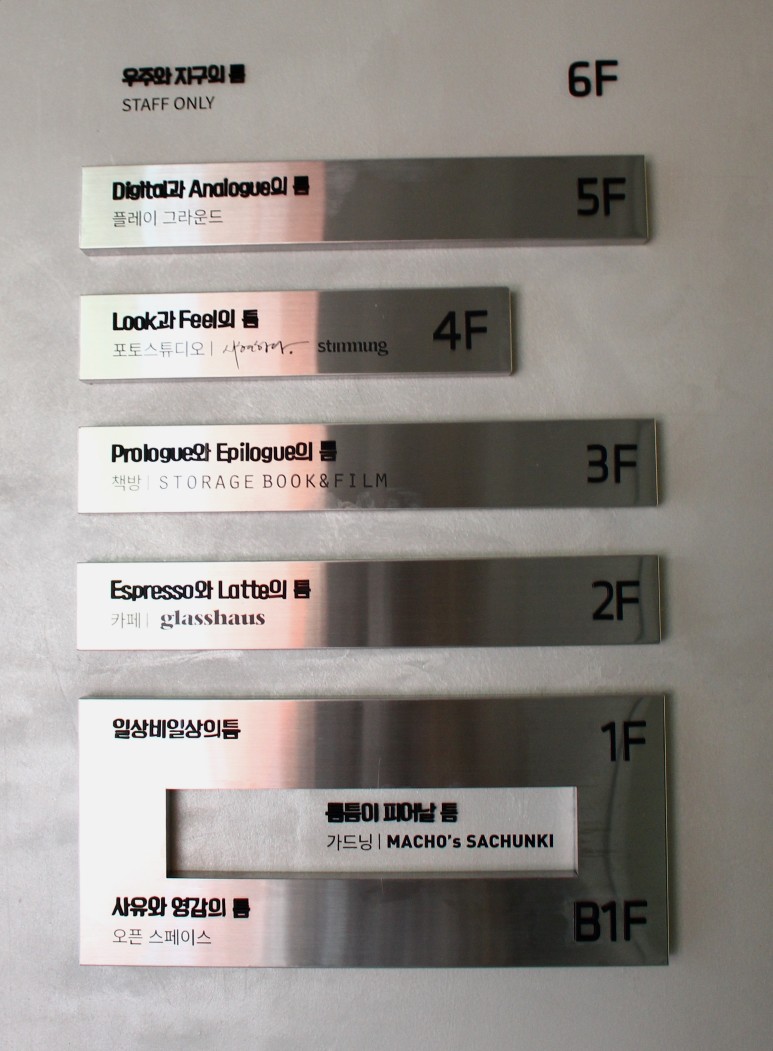 우주와 지구의 틈
6F
STAFF ONLY
Digital과 Analogue의 틈
5F
플레이 그라운드
Look과 Feel의 틈
4F
포토스튜디오 | stimmung
Prologue와 Epilogue의 틈
3F
책방 | STORAGE BOOK&FILM
Espresso와 Latte의 틈
2F
카페 | glasshaus
일상비일상의틈
1F
틈틈이 피어날 틈
가드닝 | MACHO's SACHUNKI
사유와 영감의 틈
B1F
오픈 스페이스